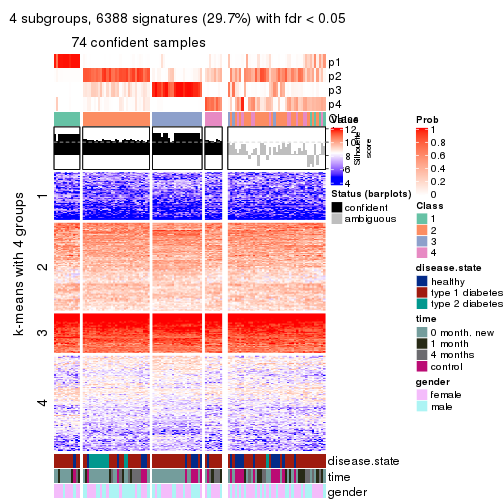 4 subgroups, 6388 signatures (29.7%) with fdr < 0.05
74 confident samples
p1
p2
p3
p4
Class
Value
12
10
8
6
4
Silhouette
score
Prob
1
0.8
0.6
0.4
0.2
0
Status (barplots)
confident
ambiguous
Class
1
2
3
4
disease.state
healthy
type 1 diabetes
type 2 diabetes
time
0 month. new
1 month
4 months
control
gender
female
male
k-means with 4 groups
1
2
3
4
disease.state
time
gender